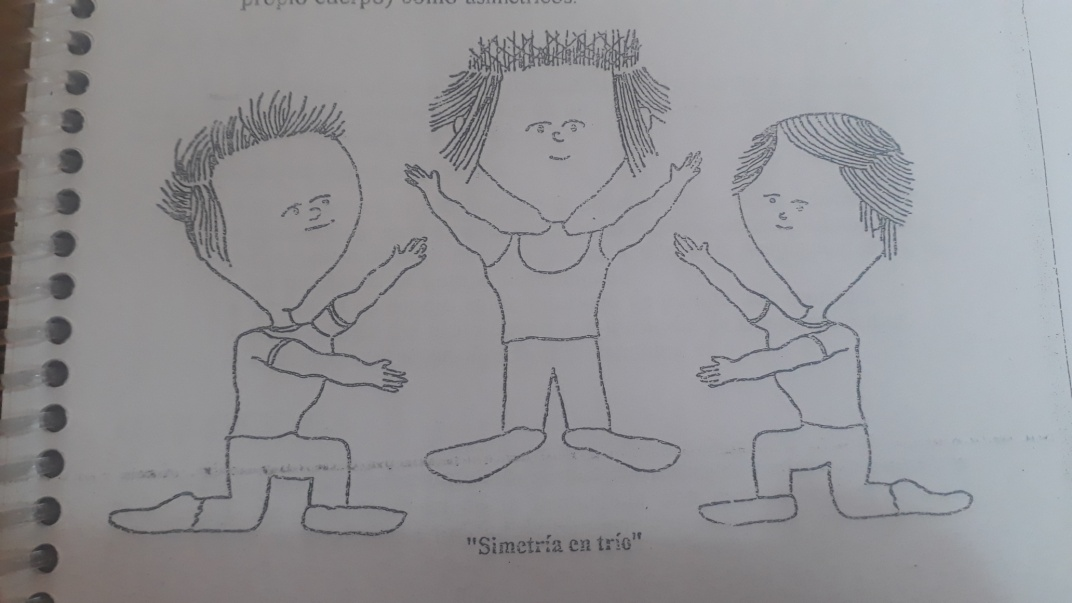 propio cuerpo) como asimétricos.
"Simetría en trío"